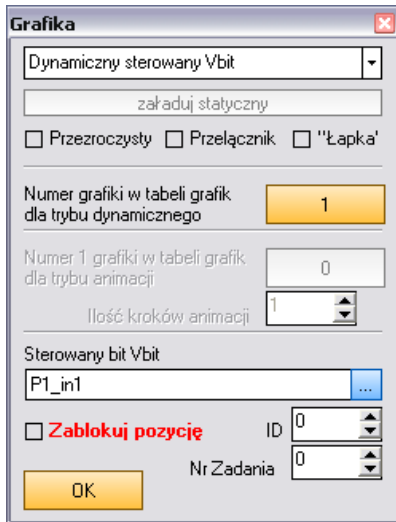 Grafika
Dynamiczny sterowany Vbit
załaduj statyczny
Przezroczysty Przełącznik "Łapka'
Numer grafiki w tabeli grafik
dla trybu dynamicznego
1
Numer 1 grafiki w tabeli grafik
dla trybu animacji
0
Ilość kroków animacji
1
Sterowany bit Vbit
P1_in1
...
Zablokuj pozycję
ID 0
Nr Zadania 0
OK